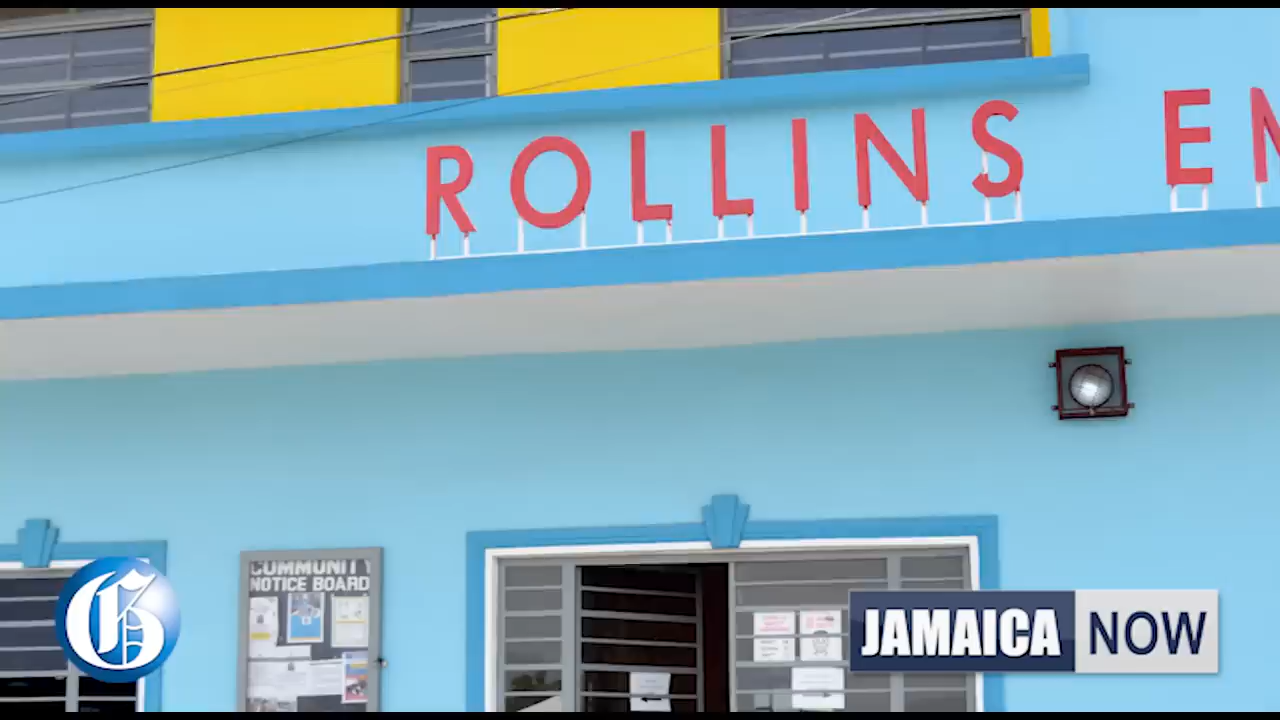 ROLLINS E
COMMUNITY
NOTICE BOARD
G
JAMAICA NOW